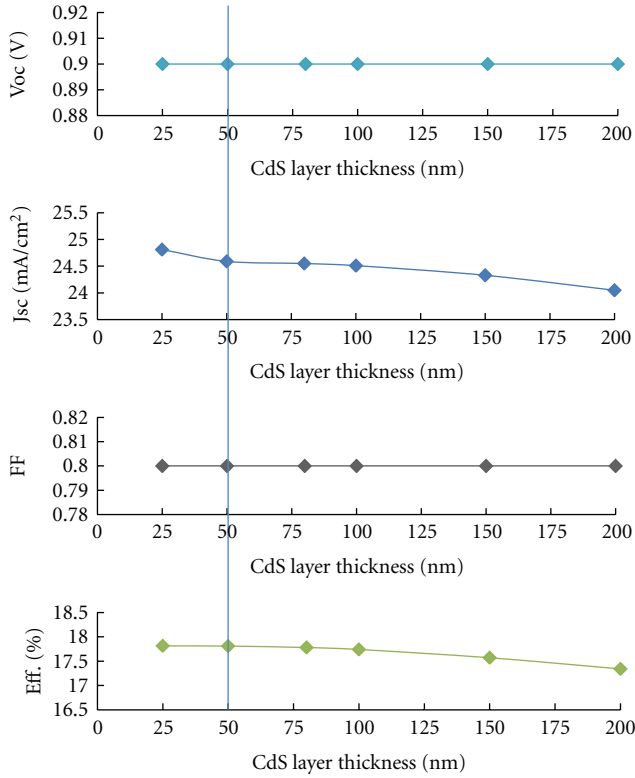 0.92
0.91
0.9
0.89
0.88
Voc (V)
0 25 50 75 100 125 150 175 200
CdS layer thickness (nm)
25.5
25
24.5
24
23.5
Jsc (mA/cm²)
0 25 50 75 100 125 150 175 200
CdS layer thickness (nm)
0.82
0.81
0.8
0.79
0.78
FF
0 25 50 75 100 125 150 175 200
CdS layer thickness (nm)
18.5
18
17.5
17
16.5
Eff. (%)
0 25 50 75 100 125 150 175 200
CdS layer thickness (nm)